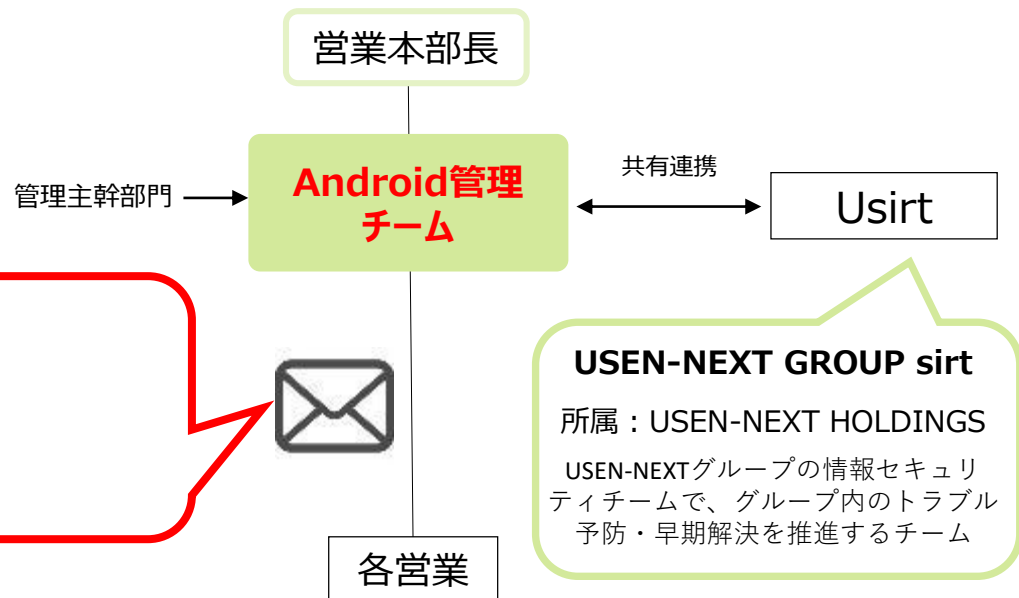 営業本部長
管理主幹部門
Android管理
チーム
共有連携
Usirt
USEN-NEXT GROUP sirt
所属：USEN-NEXT HOLDINGS
USEN-NEXTグループの情報セキュリ
ティチームで、グループ内のトラブル
予防・早期解決を推進するチーム
各営業